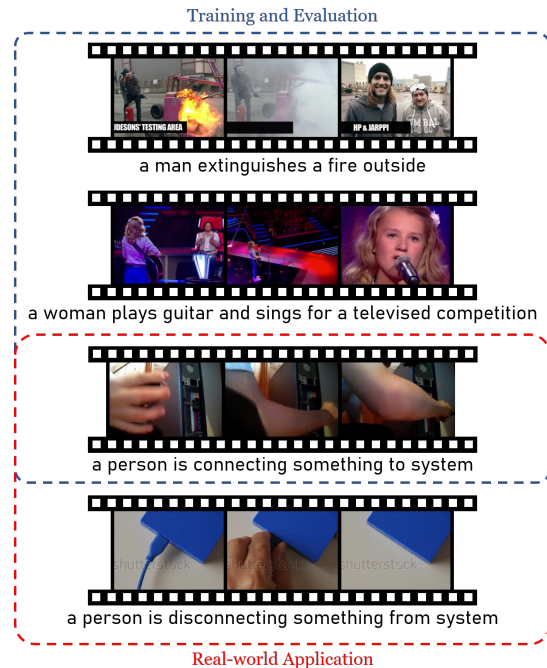 Training and Evaluation
UDESONS' TESTING AREA
HP & JARPPI
a man extinguishes a fire outside
a woman plays guitar and sings for a televised competition
a person is connecting something to system
shutterstock
shutterstock
shutterstock
a person is disconnecting something from system
Real-world Application